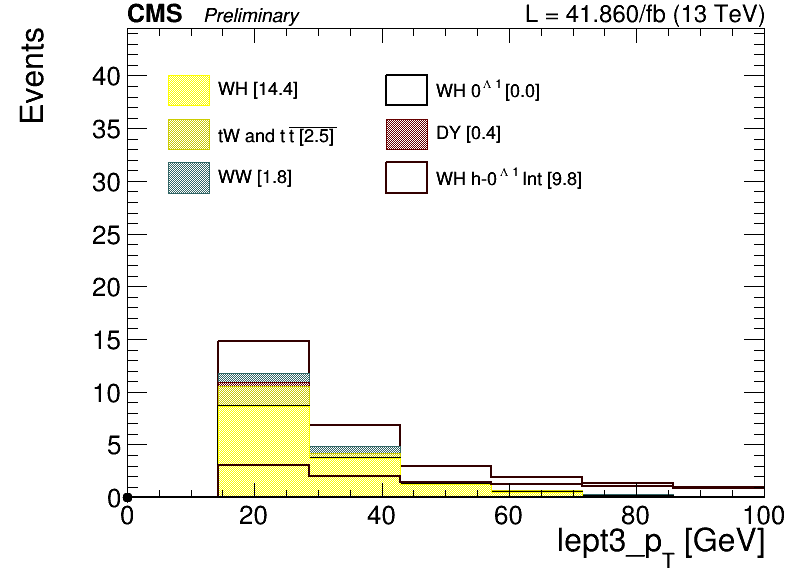 CMS Preliminary L = 41.860/fb (13 TeV)
Events
40
35
30
25
20
15
10
5
0
WH [14.4]
tW and t t [2.5]
WW [1.8]
WH 0^Λ1 [0.0]
DY [0.4]
WH h-0^Λ1 Int [9.8]
0 20 40 60 80 100
lept3_p_T [GeV]